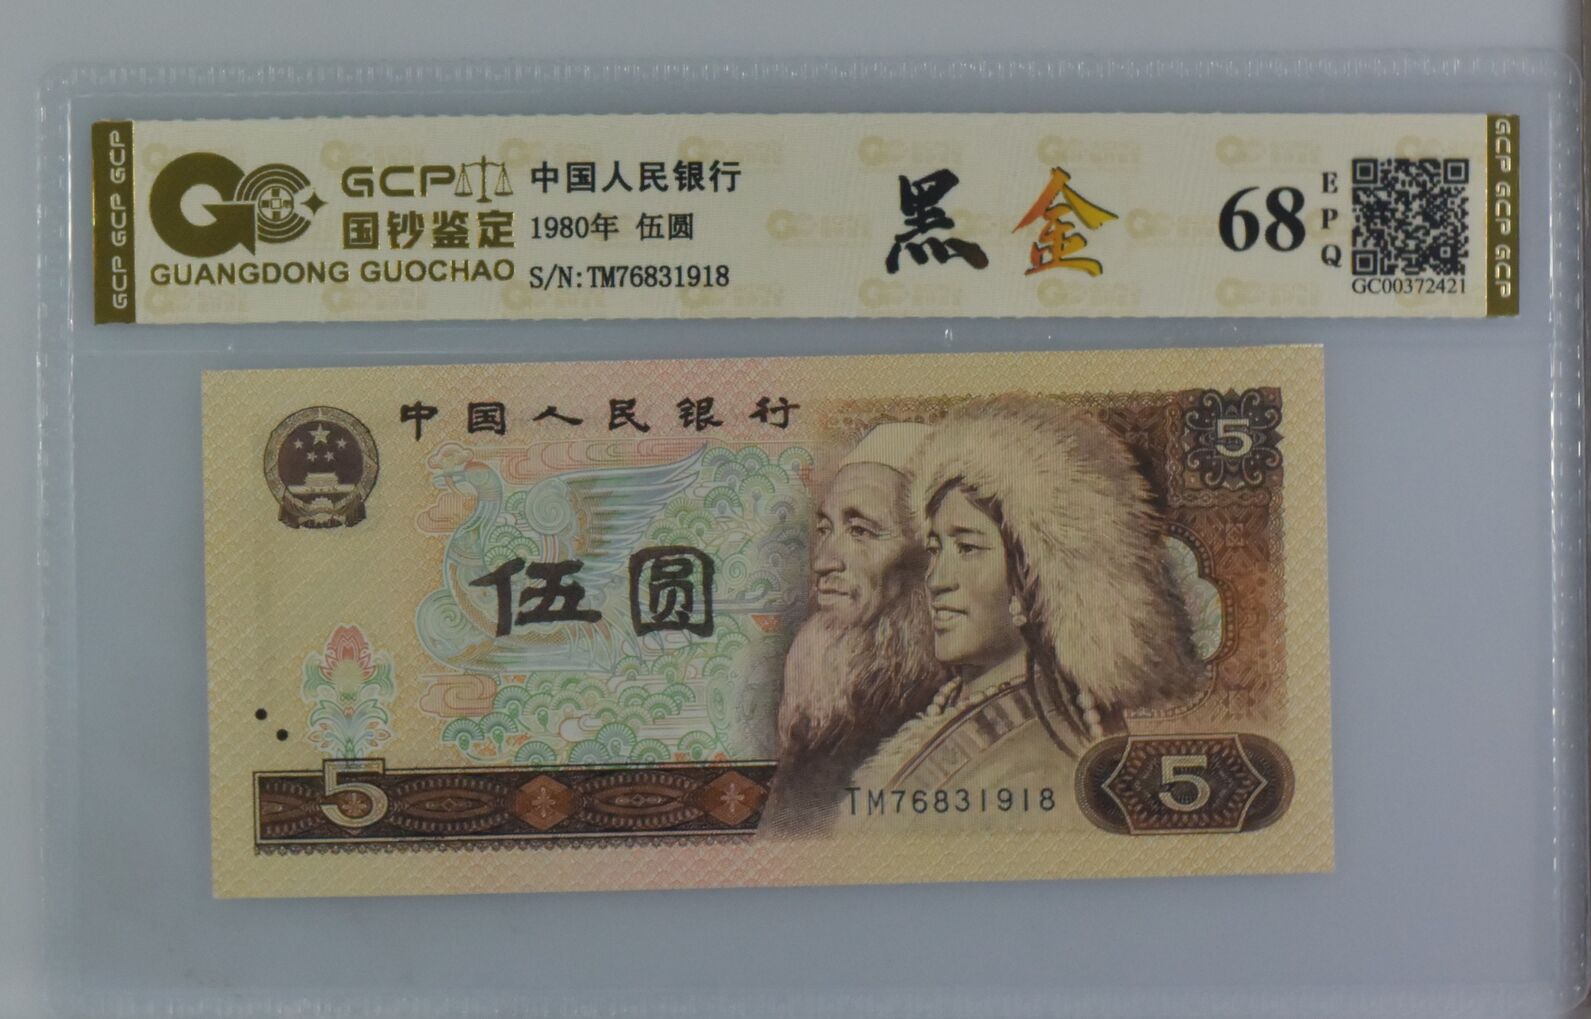 GCP GCP GCP
GCP
国钞鉴定
GUANGDONG GUOCHAO
中国人民银行
1980年 伍圆
S/N:TM76831918
黑金
68
EPQ
GC00372421
GCP GCP GCP
中国人民银行
5
伍圆
5
TM76831918
5